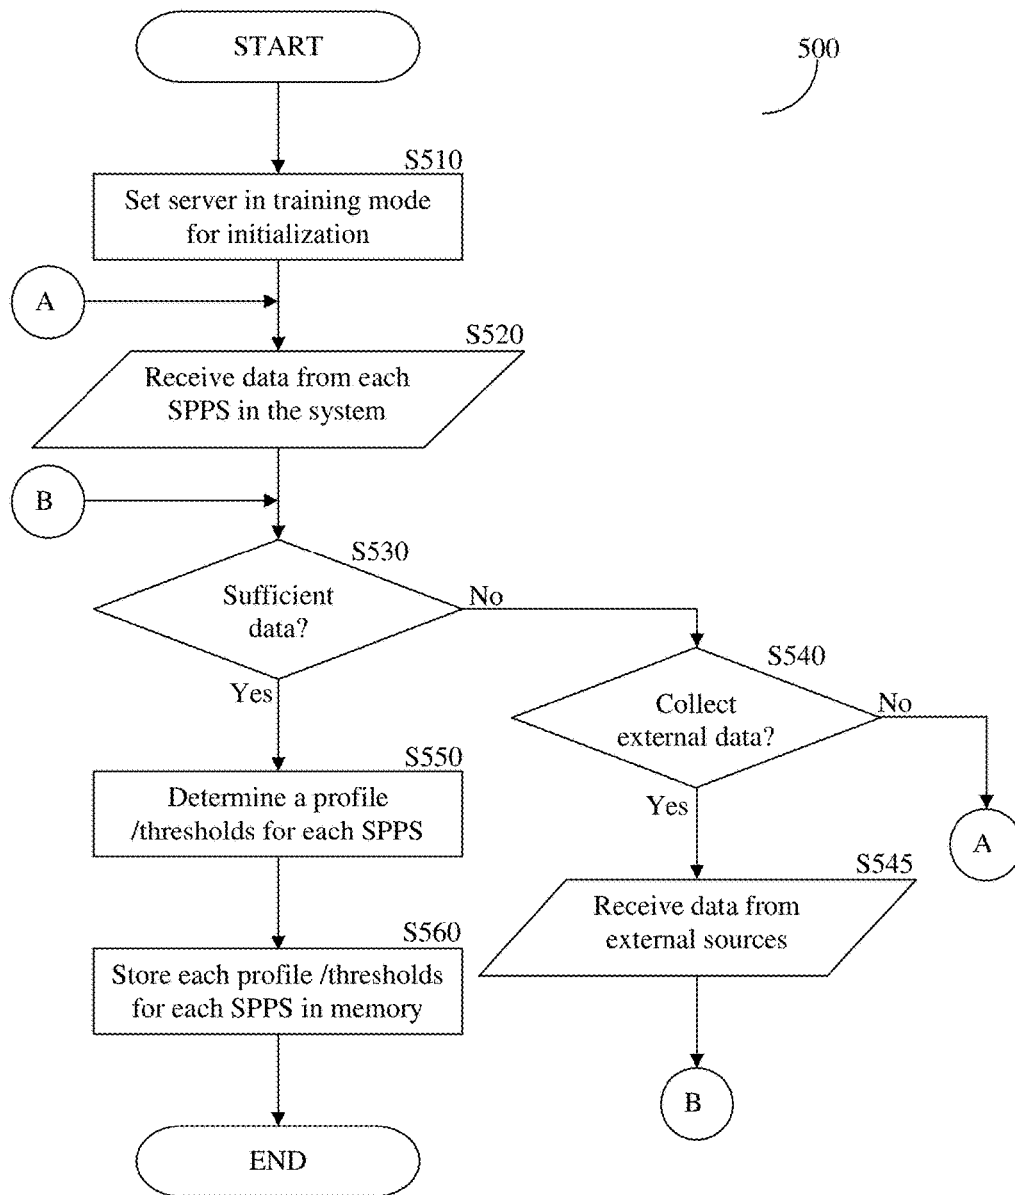 START
500
S510
Set server in training mode
for initialization
A
S520
Receive data from each
SPPS in the system
B
S530
Sufficient
data?
No
Yes
S540
Collect
external data?
No
Yes
A
S550
Determine a profile
/thresholds for each SPPS
S545
Receive data from
external sources
S560
Store each profile /thresholds
for each SPPS in memory
B
END